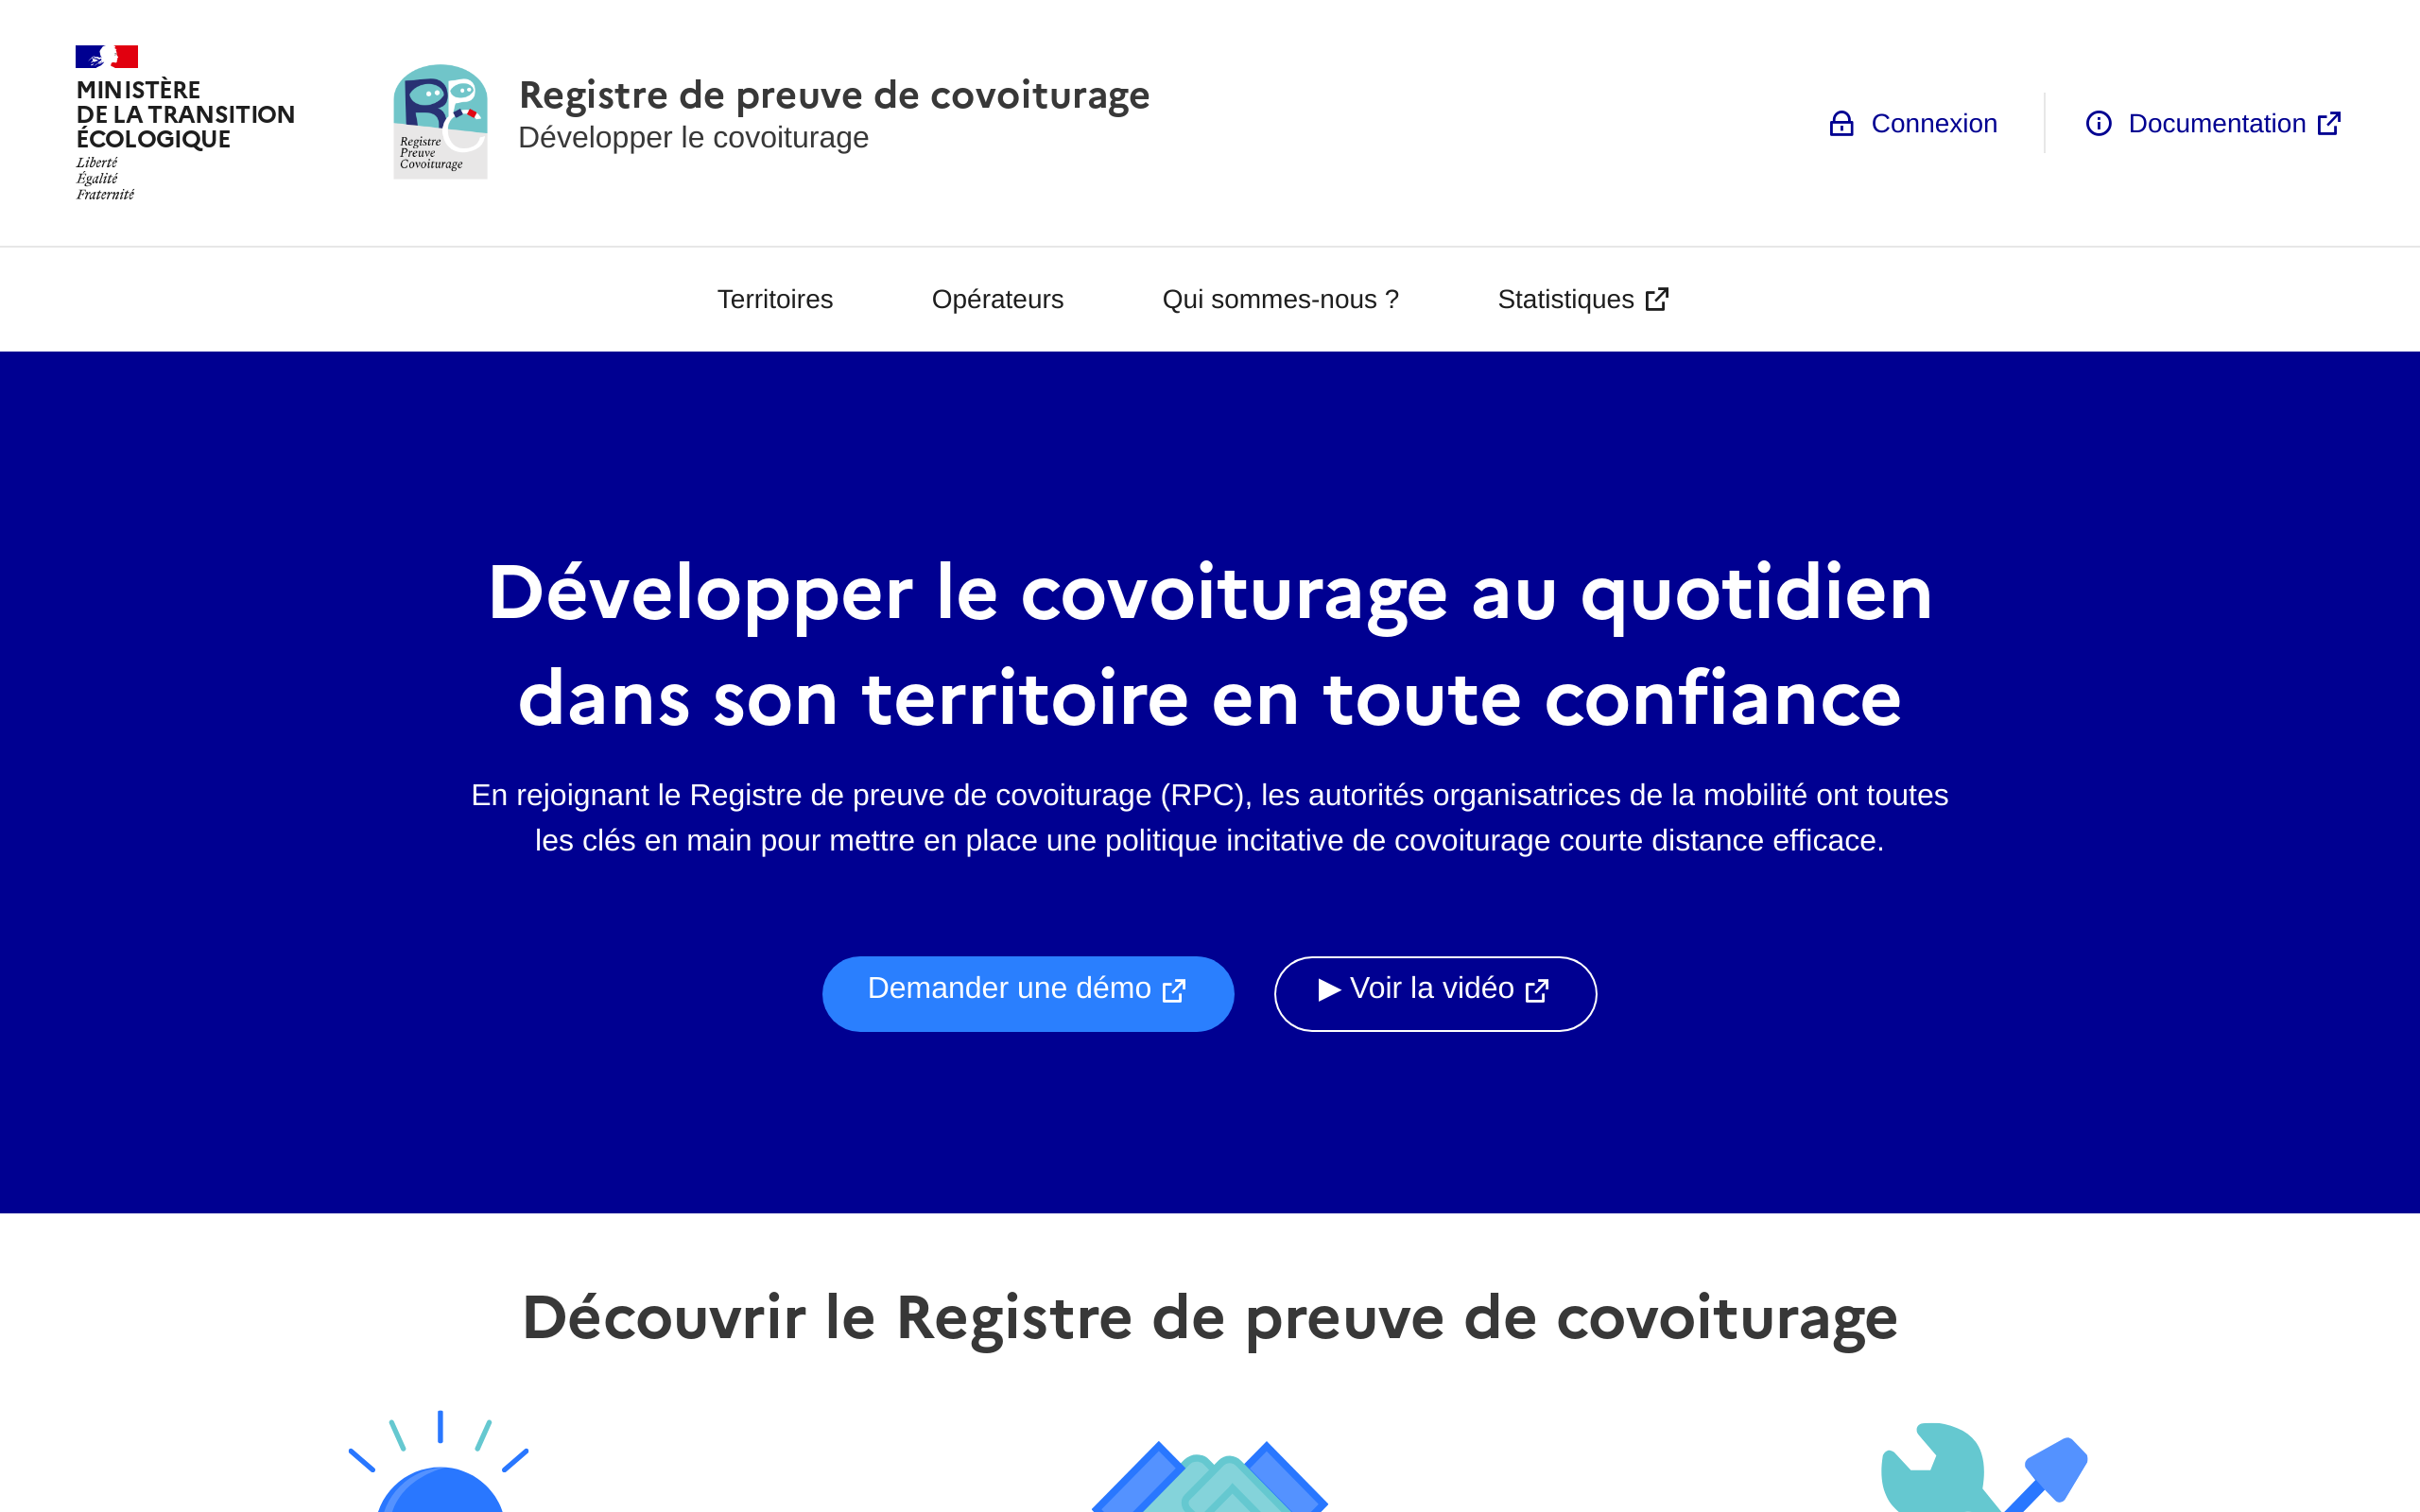 MINISTÈRE
DE LA TRANSITION
ÉCOLOGIQUE
Liberté
Égalité
Fraternité
Registre
Preuve
Covoiturage
Registre de preuve de covoiturage
Développer le covoiturage
Connexion
Documentation
Territoires
Opérateurs
Qui sommes-nous ?
Statistiques
Développer le covoiturage au quotidien
dans son territoire en toute confiance
En rejoignant le Registre de preuve de covoiturage (RPC), les autorités organisatrices de la mobilité ont toutes
les clés en main pour mettre en place une politique incitative de covoiturage courte distance efficace.
Demander une démo
▶ Voir la vidéo
Découvrir le Registre de preuve de covoiturage